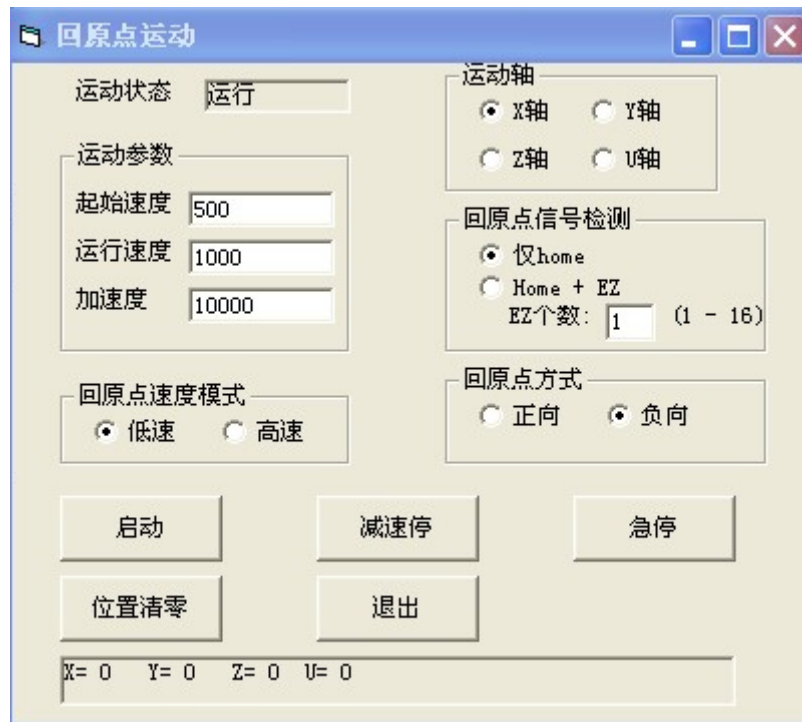 回原点运动
运动状态 运行
运动参数
起始速度 500
运行速度 1000
加速度 10000
回原点速度模式
低速 高速
运动轴
X轴 Y轴
Z轴 U轴
回原点信号检测
仅home
Home + EZ
EZ个数: 1 (1 - 16)
回原点方式
正向 负向
启动 减速停 急停
位置清零 退出
X= 0 Y= 0 Z= 0 U= 0